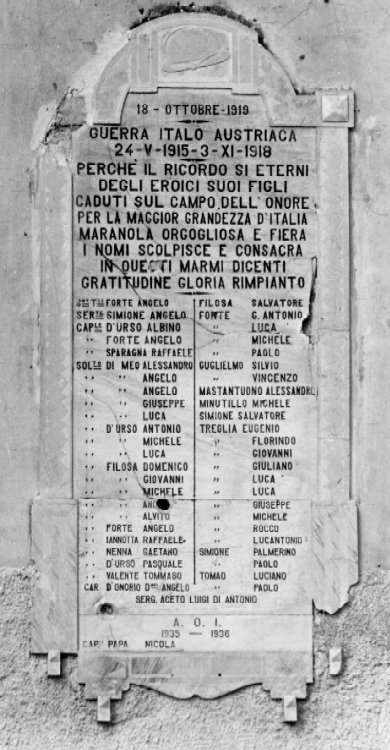 18 - OTTOBRE - 1919
GUERRA ITALO AUSTRIACA
24-V-1915-3-XI-1918
PERCHÈ IL RICORDO SI ETERNI
DEGLI EROICI SUOI FIGLI
CADUTI SUL CAMPO DELL'ONORE
PER LA MAGGIOR GRANDEZZA D'ITALIA
MARANOLA ORGOGLIOSA E FIERA
I NOMI SCOLPISCE E CONSACRA
IN QUESTI MARMI DICENTI
GRATITUDINE GLORIA RIMPIANTO
FORTE ANGELO
SIMIONE ANGELO
D'URSO ALBINO
" FORTE ANGELO
" SPARAGNA RAFFAELE
DI MEO ALESSANDRO
" " ANGELO
" " ANGELO
" " GIUSEPPE
" " LUCA
" D'URSO ANTONIO
" " MICHELE
" " LUCA
" FILOSA DOMENICO
" " GIOVANNI
" " MICHELE
" "
" " ALVITO
" FORTE ANGELO
" IANNOTTA RAFFAELE
" NENNA GAETANO
" D'URSO PASQUALE
" VALENTE TOMMASO
CAR. D'ONORIO ANGELO
FILOSA SALVATORE
FONTE G. ANTONIO
" LUCA
" MICHELE
" PAOLO
GUGLIELMO SILVIO
" VINCENZO
MASTANTUONO ALESSANDRO
MINUTILLO MICHELE
SIMIONE SALVATORE
TREGLIA EUGENIO
" FLORINDO
" GIOVANNI
" GIULIANO
" LUCA
" LUCA
" GIUSEPPE
" MICHELE
" ROCCO
" LUCANTONIO
SIMIONE PALMERINO
" PAOLO
TOMAO LUCIANO
" PAOLO
SERG. ACETO LUIGI DI ANTONIO
A. O. I.
1935 — 1936
CAP. PAPA NICOLA